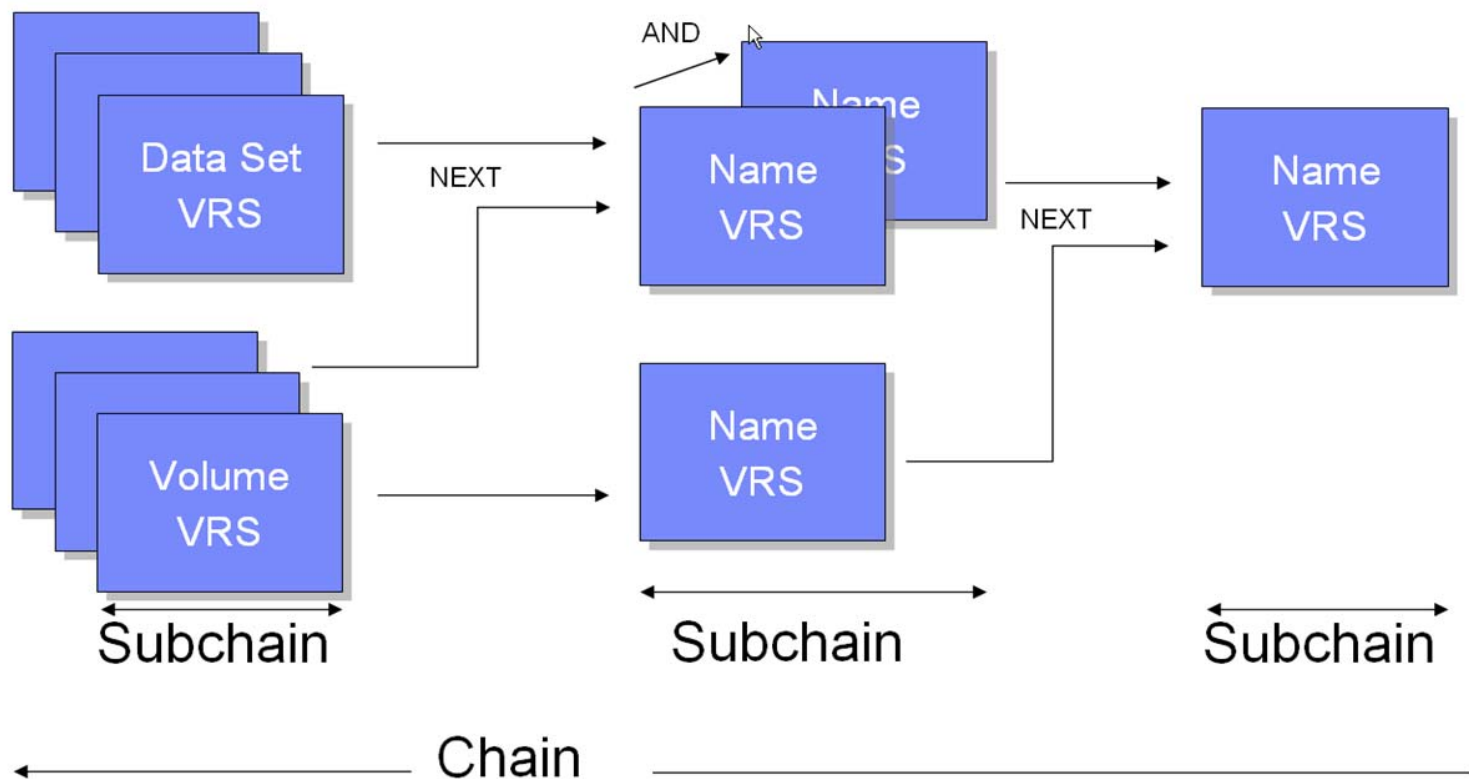 AND
Data Set
VRS
NEXT
Name
Name
VRS
S
NEXT
Name
VRS
Volume
VRS
Name
VRS
Subchain
Subchain
Subchain
Chain